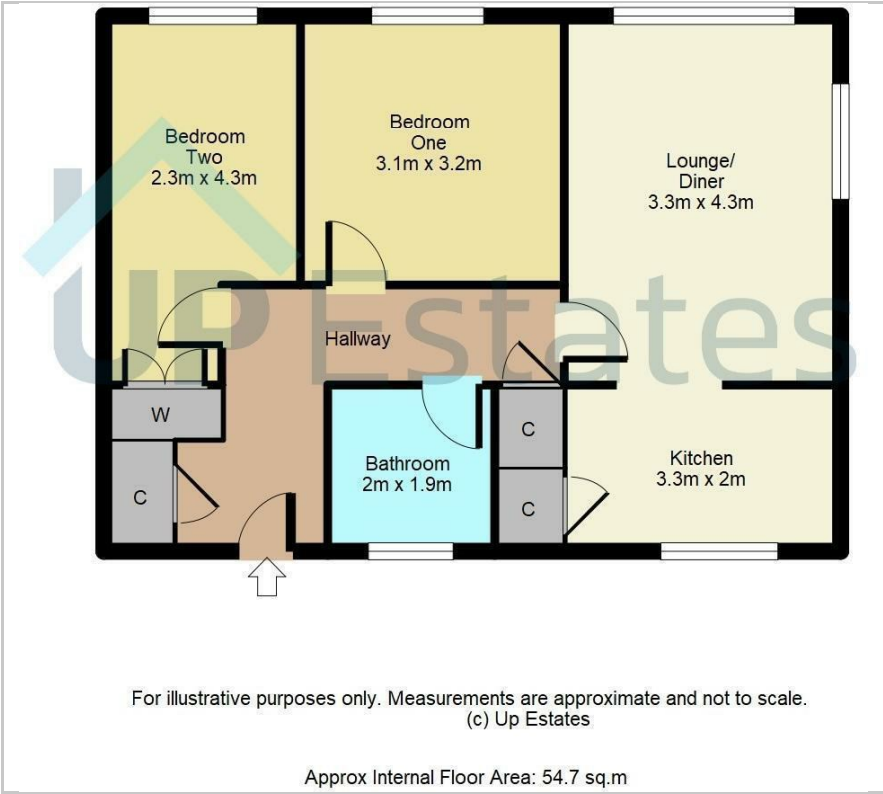 Bedroom
Two
2.3m x 4.3m
Bedroom
One
3.1m x 3.2m
Lounge/
Diner
3.3m x 4.3m
UP Estates
Hallway
W
C
Bathroom
2m x 1.9m
C
C
Kitchen
3.3m x 2m
For illustrative purposes only. Measurements are approximate and not to scale.
(c) Up Estates
Approx Internal Floor Area: 54.7 sq.m